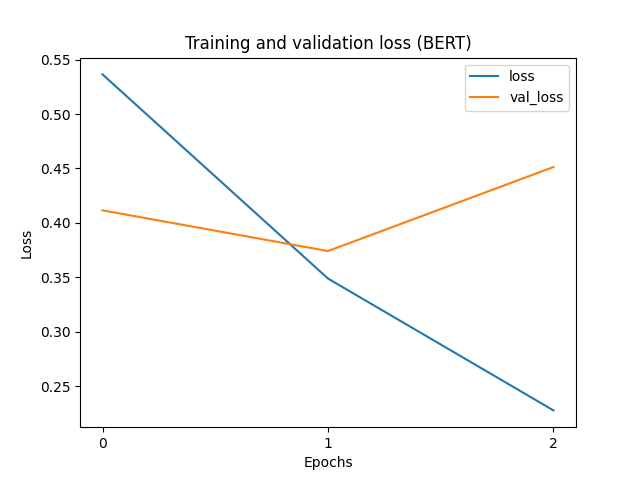 Training and validation loss (BERT)
loss
val_loss
0.55
0.50
0.45
0.40
0.35
0.30
0.25
Loss
0
1
2
Epochs